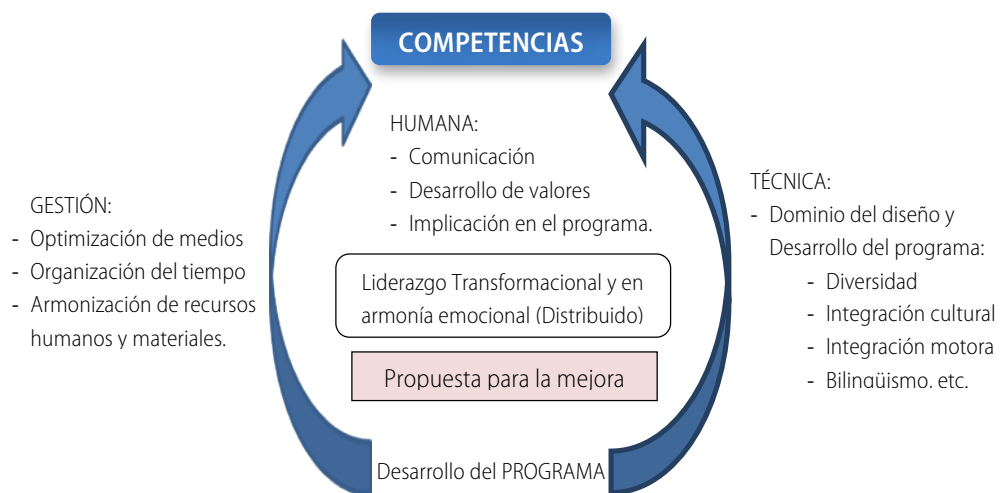 COMPETENCIAS
HUMANA:
- Comunicación
- Desarrollo de valores
- Implicación en el programa.
GESTIÓN:
- Optimización de medios
- Organización del tiempo
- Armonización de recursos
humanos y materiales.
TÉCNICA:
- Dominio del diseño y
Desarrollo del programa:
- Diversidad
- Integración cultural
- Integración motora
- Bilingüismo, etc.
Liderazgo Transformacional y en
armonía emocional (Distribuido)
Propuesta para la mejora
Desarrollo del PROGRAMA